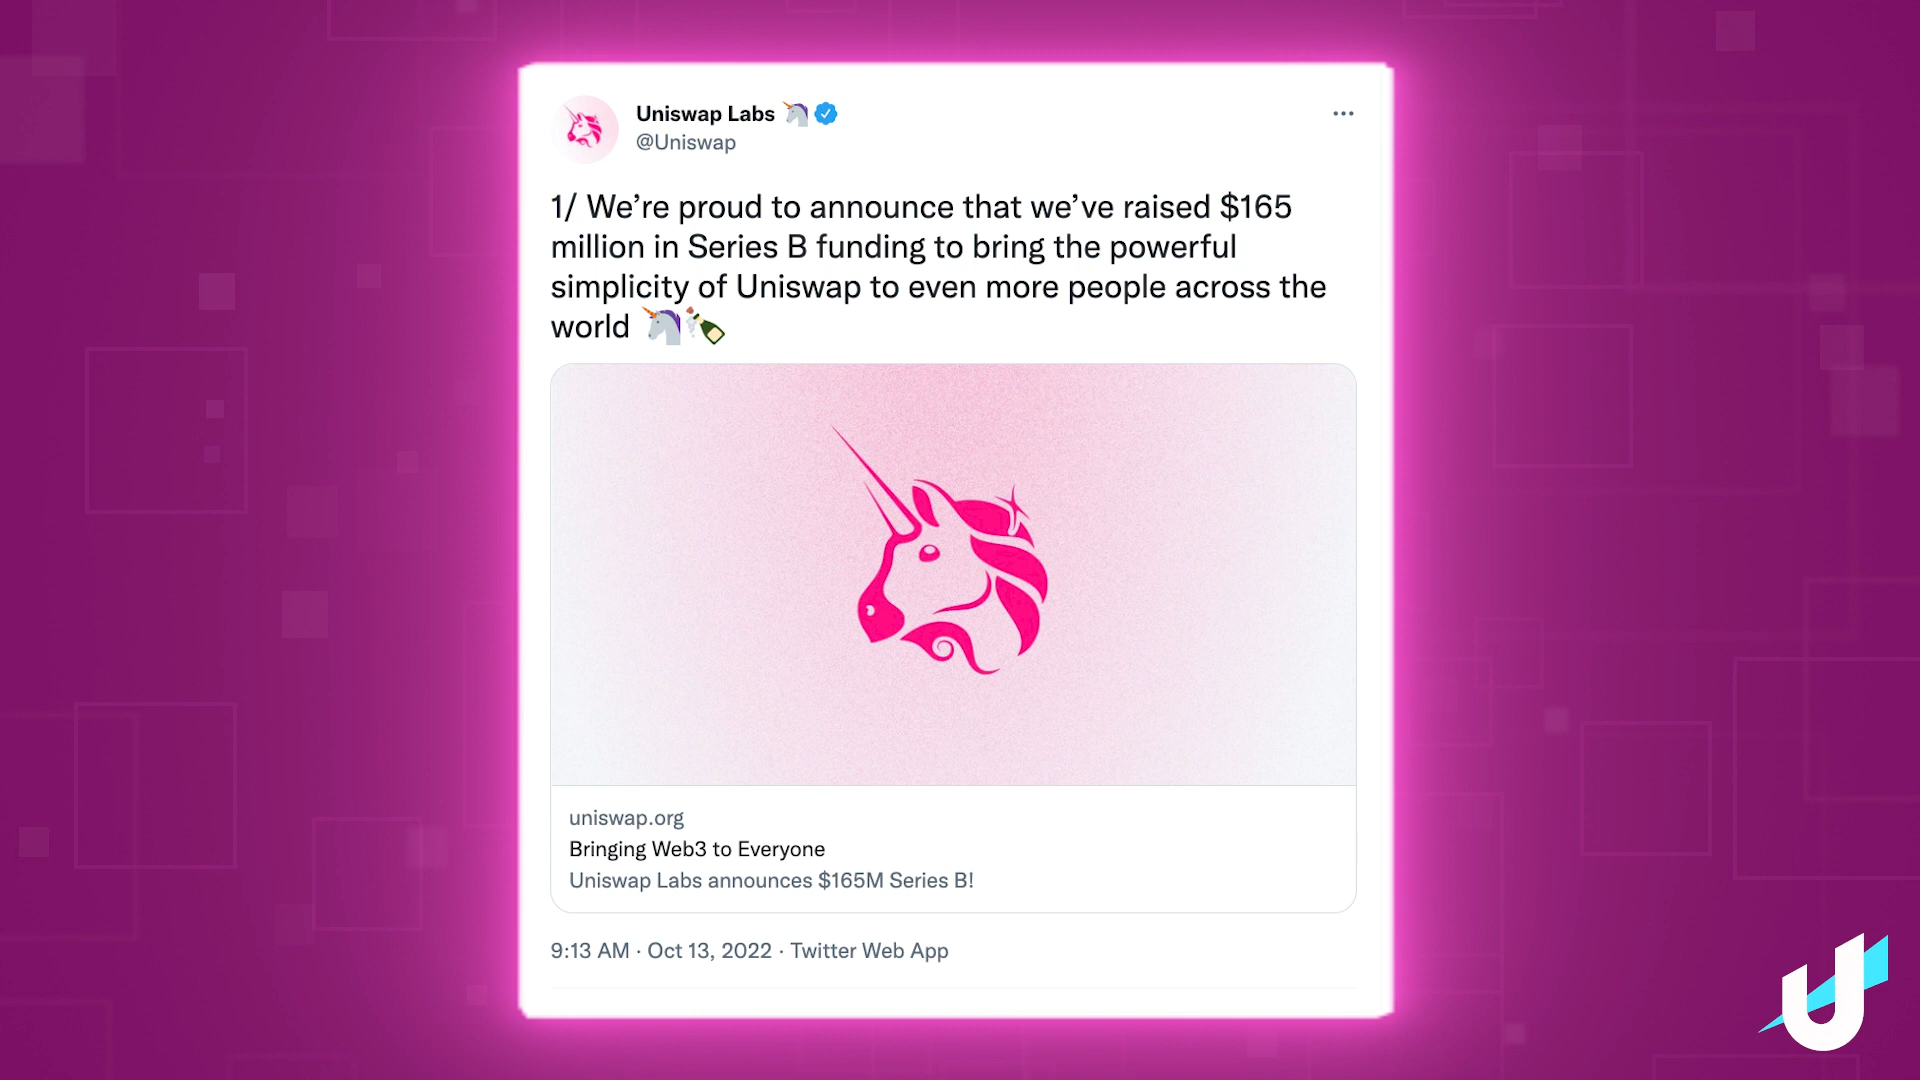 Uniswap Labs 🦄
@Uniswap
1/ We’re proud to announce that we’ve raised $165
million in Series B funding to bring the powerful
simplicity of Uniswap to even more people across the
world 🦄🍾
uniswap.org
Bringing Web3 to Everyone
Uniswap Labs announces $165M Series B!
9:13 AM · Oct 13, 2022 · Twitter Web App